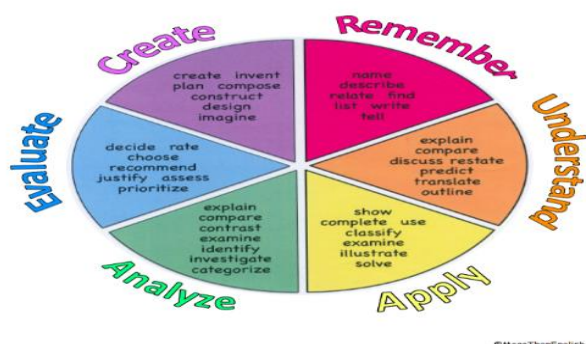 Create
create invent
plan compose
construct
design
imagine
Remember
name
describe
relate find
list write
tell
Understand
explain
compare
discuss restate
predict
translate
outline
Apply
show
complete use
classify
examine
illustrate
solve
Analyze
explain
compare
contrast
examine
identify
investigate
categorize
Evaluate
decide rate
choose
recommend
justify assess
prioritize